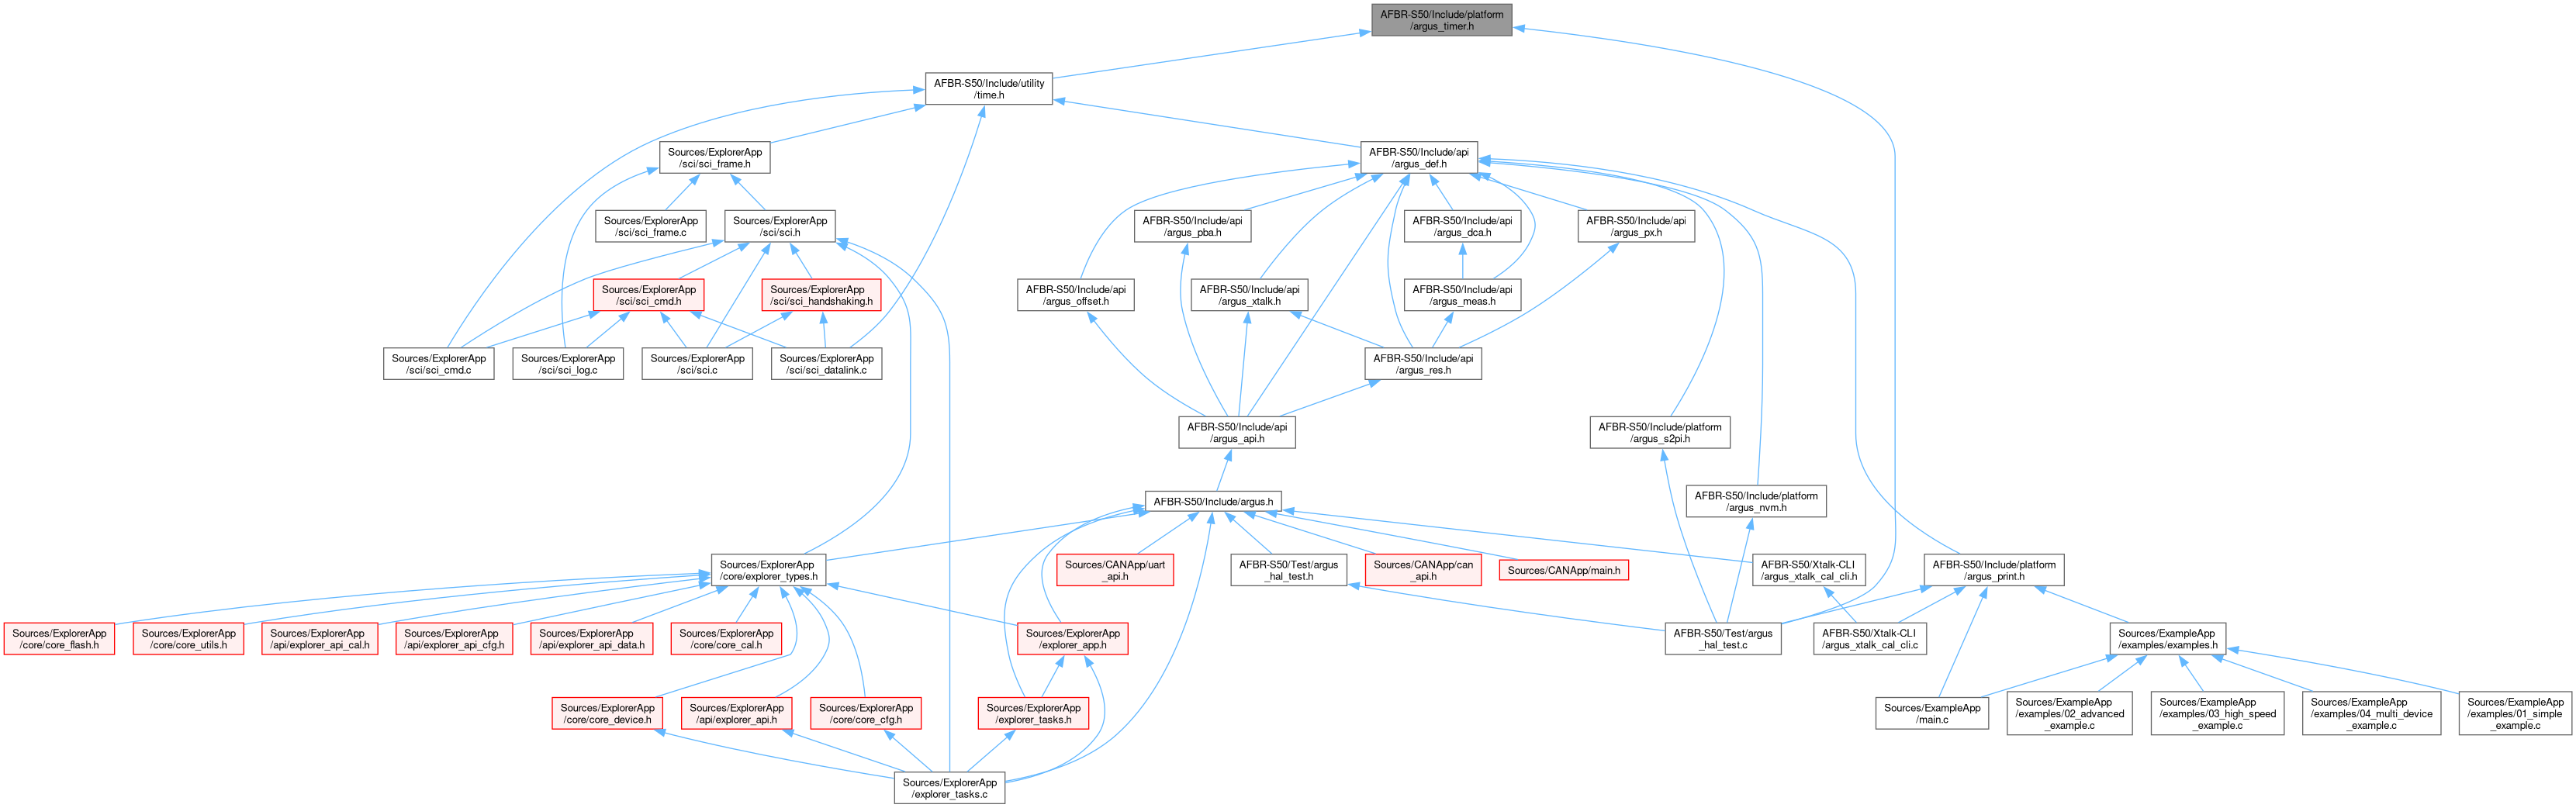 AFBR-S50/Include/platform
/argus_timer.h
AFBR-S50/Include/utility
/time.h
Sources/ExplorerApp
/sci/sci_frame.h
AFBR-S50/Include/api
/argus_def.h
Sources/ExplorerApp
/sci/sci_frame.c
Sources/ExplorerApp
/sci/sci.h
AFBR-S50/Include/api
/argus_pba.h
AFBR-S50/Include/api
/argus_dca.h
AFBR-S50/Include/api
/argus_px.h
Sources/ExplorerApp
/sci/sci_cmd.h
Sources/ExplorerApp
/sci/sci_handshaking.h
AFBR-S50/Include/api
/argus_offset.h
AFBR-S50/Include/api
/argus_xtalk.h
AFBR-S50/Include/api
/argus_meas.h
Sources/ExplorerApp
/sci/sci_cmd.c
Sources/ExplorerApp
/sci/sci_log.c
Sources/ExplorerApp
/sci/sci.c
Sources/ExplorerApp
/sci/sci_datalink.c
AFBR-S50/Include/api
/argus_res.h
AFBR-S50/Include/api
/argus_api.h
AFBR-S50/Include/platform
/argus_s2pi.h
AFBR-S50/Include/argus.h
AFBR-S50/Include/platform
/argus_nvm.h
Sources/ExplorerApp
/core/explorer_types.h
Sources/CANApp/uart
_api.h
AFBR-S50/Test/argus
_hal_test.h
Sources/CANApp/can
_api.h
Sources/CANApp/main.h
AFBR-S50/Xtalk-CLI
/argus_xtalk_cal_cli.h
AFBR-S50/Include/platform
/argus_print.h
Sources/ExplorerApp
/core/core_flash.h
Sources/ExplorerApp
/core/core_utils.h
Sources/ExplorerApp
/api/explorer_api_cal.h
Sources/ExplorerApp
/api/explorer_api_cfg.h
Sources/ExplorerApp
/api/explorer_api_data.h
Sources/ExplorerApp
/core/core_cal.h
Sources/ExplorerApp
/explorer_app.h
AFBR-S50/Test/argus
_hal_test.c
AFBR-S50/Xtalk-CLI
/argus_xtalk_cal_cli.c
Sources/ExampleApp
/examples/examples.h
Sources/ExplorerApp
/core/core_device.h
Sources/ExplorerApp
/api/explorer_api.h
Sources/ExplorerApp
/core/core_cfg.h
Sources/ExplorerApp
/explorer_tasks.h
Sources/ExampleApp
/main.c
Sources/ExampleApp
/examples/02_advanced
_example.c
Sources/ExampleApp
/examples/03_high_speed
_example.c
Sources/ExampleApp
/examples/04_multi_device
_example.c
Sources/ExampleApp
/examples/01_simple
_example.c
Sources/ExplorerApp
/explorer_tasks.c